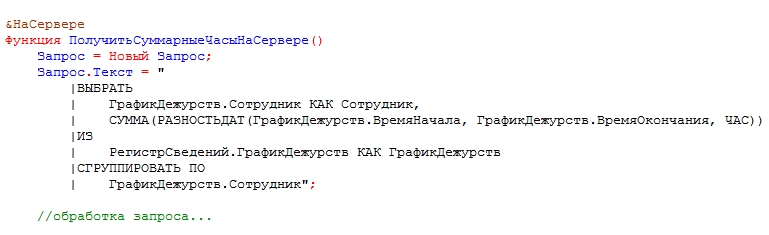 &НаСервере
Функция ПолучитьСуммарныеЧасыНаСервере()
    Запрос = Новый Запрос;
    Запрос.Текст = "
        |ВЫБРАТЬ
        |    ГрафикДежурств.Сотрудник КАК Сотрудник,
        |    СУММА(РАЗНОСТЬДАТ(ГрафикДежурств.ВремяНачала, ГрафикДежурств.ВремяОкончания, ЧАС))
        |ИЗ
        |    РегистрСведений.ГрафикДежурств КАК ГрафикДежурств
        |СГРУППИРОВАТЬ ПО
        |    ГрафикДежурств.Сотрудник";
    //обработка запроса...